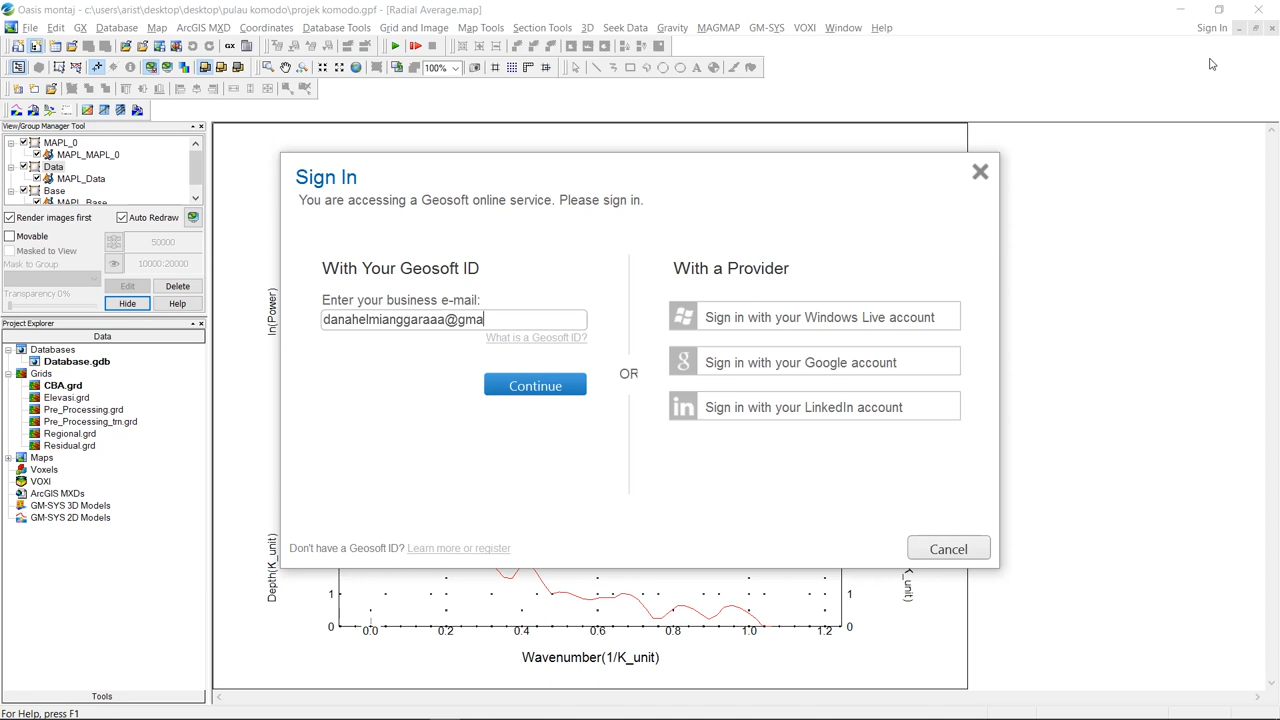 Oasis montaj - c:\users\arist\desktop\desktop\pulau komodo\projek komodo.gpf - [Radial Average.map]
File Edit GX Database Map ArcGIS MXD Coordinates Database Tools Grid and Image Map Tools Section Tools 3D Seek Data Gravity MAGMAP GM-SYS VOXI Window Help Sign In
GX
100%
View/Group Manager Tool
MAPL_0
MAPL_MAPL_0
Data
MAPL_Data
Base
MAPL_Base
Render images first Auto Redraw
Movable 50000
Masked to View
Mask to Group 10000:20000
Transparency 0% Edit Delete
Hide Help
Project Explorer
Data
Databases
Database.gdb
Grids
CBA.grd
Elevasi.grd
Pre_Processing.grd
Pre_Processing_trn.grd
Regional.grd
Residual.grd
Maps
Voxels
VOXI
ArcGIS MXDs
GM-SYS 3D Models
GM-SYS 2D Models
Tools
For Help, press F1
Sign In
You are accessing a Geosoft online service. Please sign in.
With Your Geosoft ID
Enter your business e-mail:
danahelmianggaraaa@gma
What is a Geosoft ID?
Continue
OR
With a Provider
Sign in with your Windows Live account
Sign in with your Google account
Sign in with your LinkedIn account
Don't have a Geosoft ID? Learn more or register
Cancel
ln(Power)
Depth(K_unit)
K_unit)
1 1
0 0
0.0 0.2 0.4 0.6 0.8 1.0 1.2
Wavenumber(1/K_unit)